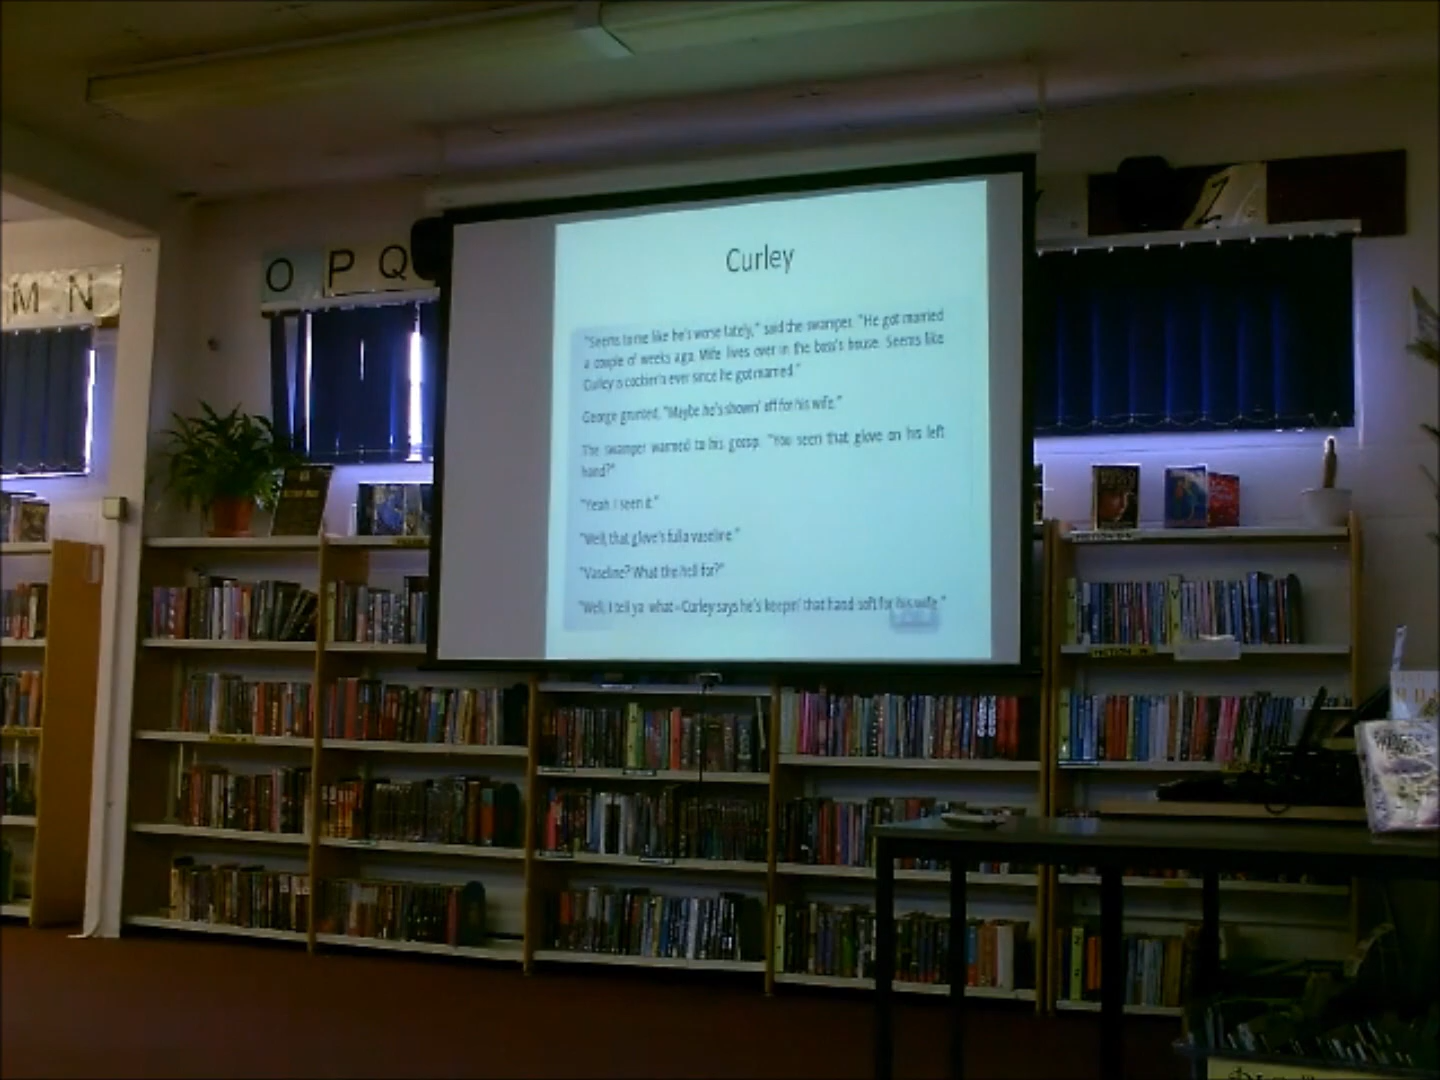 M N
O P Q
Z
Curley
"Seems to me like he's worse lately," said the swamper. "He got married
a couple of weeks ago. Wife lives over in the boss's house. Seems like
Curley is cockier'n ever since he got married."
George grunted, "Maybe he's showin' off for his wife."
The swamper warmed to his gossip. "You seen that glove on his left
hand?"
"Yeah. I seen it."
"Well, that glove's fulla vaseline."
"Vaseline? What the hell for?"
"Well, I tell ya what-Curley says he's keepin' that hand soft for his wife."